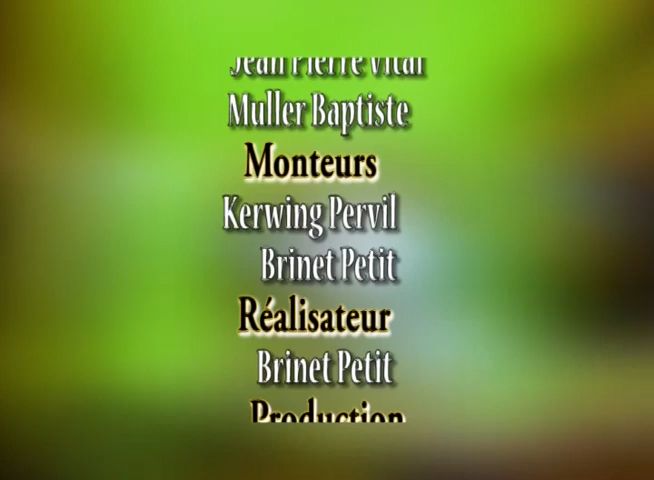 Jean Pierre Vital
Muller Baptiste
Monteurs
Kerwing Pervil
Brinet Petit
Réalisateur
Brinet Petit
Production